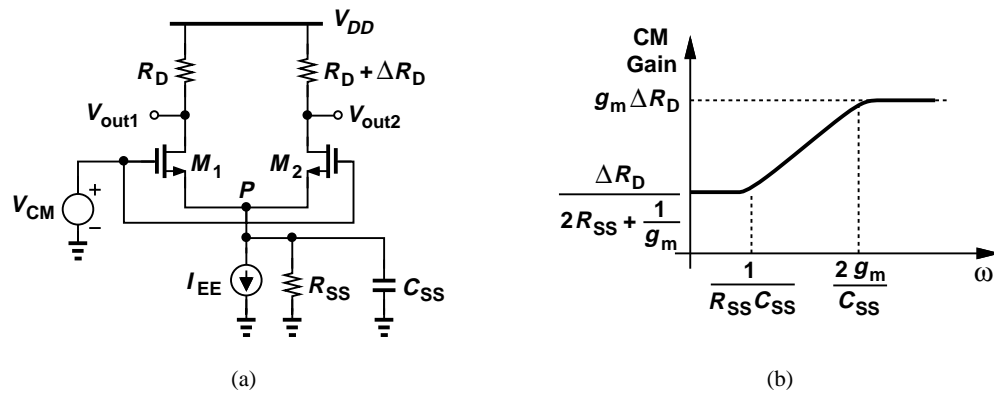 V_DD
R_D
R_D + ΔR_D
V_out1
V_out2
M_1
M_2
V_CM
+
−
P
I_EE
R_SS
C_SS
(a)
CM
Gain
g_m ΔR_D
ΔR_D
2R_SS + 1/g_m
1
R_SS C_SS
2 g_m
C_SS
ω
(b)